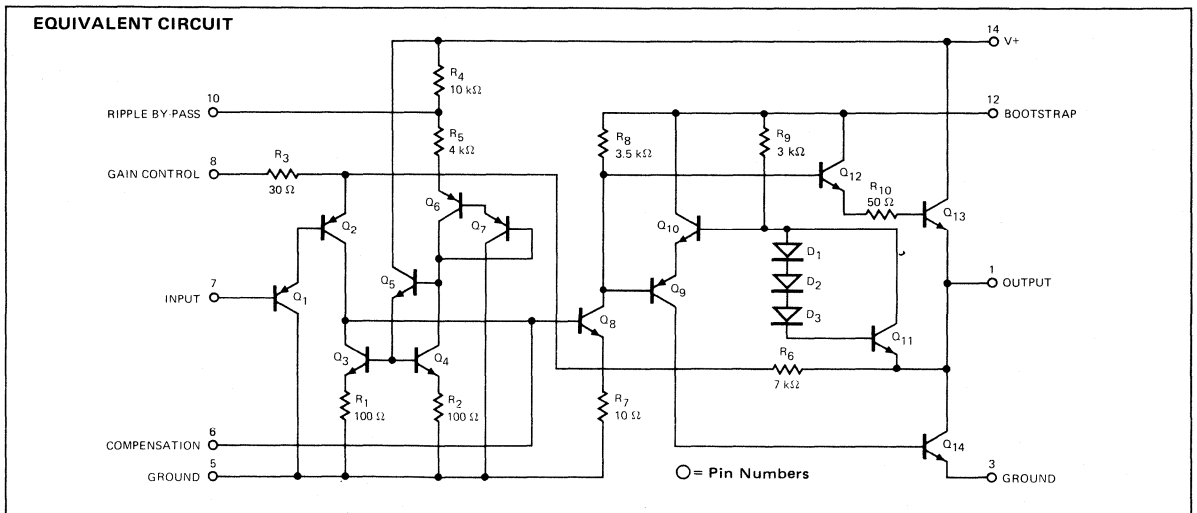 EQUIVALENT CIRCUIT
14
V+
R4
10 kΩ
10
RIPPLE BY-PASS
12
BOOTSTRAP
R5
4 kΩ
R8
3.5 kΩ
R9
3 kΩ
8
GAIN CONTROL
R3
30 Ω
Q12
R10
50 Ω
Q6
Q7
Q13
Q2
Q10
D1
7
INPUT
Q1
Q5
D2
1
OUTPUT
Q9
D3
Q8
Q11
Q3
Q4
R6
7 kΩ
R1
100 Ω
R2
100 Ω
R7
10 Ω
6
COMPENSATION
Q14
5
GROUND
= Pin Numbers
3
GROUND